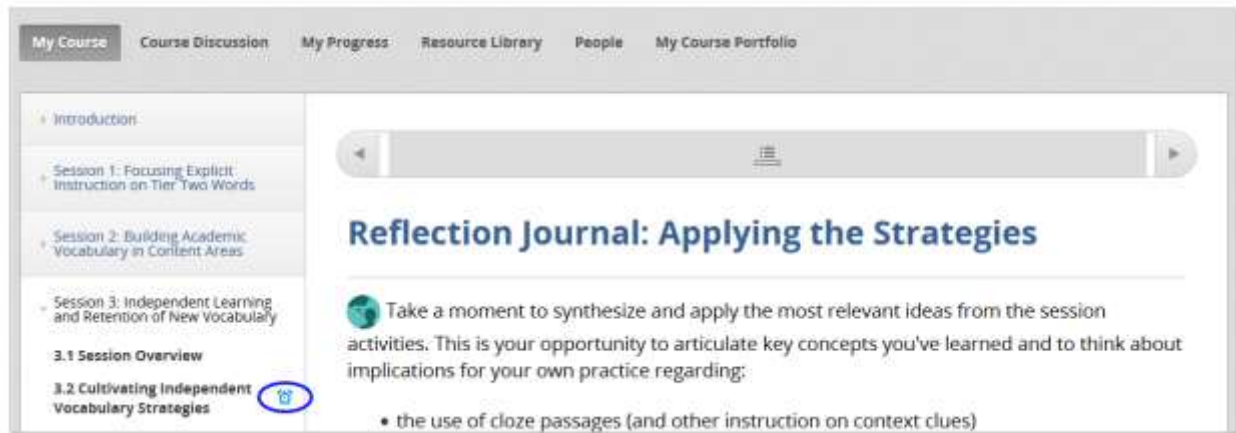 My Course Course Discussion My Progress Resource Library People My Course Portfolio
Introduction
Session 1: Focusing Explicit
Instruction on Tier Two Words
Session 2: Building Academic
Vocabulary in Content Areas
Session 3: Independent Learning
and Retention of New Vocabulary
3.1 Session Overview
3.2 Cultivating Independent
Vocabulary Strategies
Reflection Journal: Applying the Strategies
Take a moment to synthesize and apply the most relevant ideas from the session
activities. This is your opportunity to articulate key concepts you've learned and to think about
implications for your own practice regarding:
• the use of cloze passages (and other instruction on context clues)